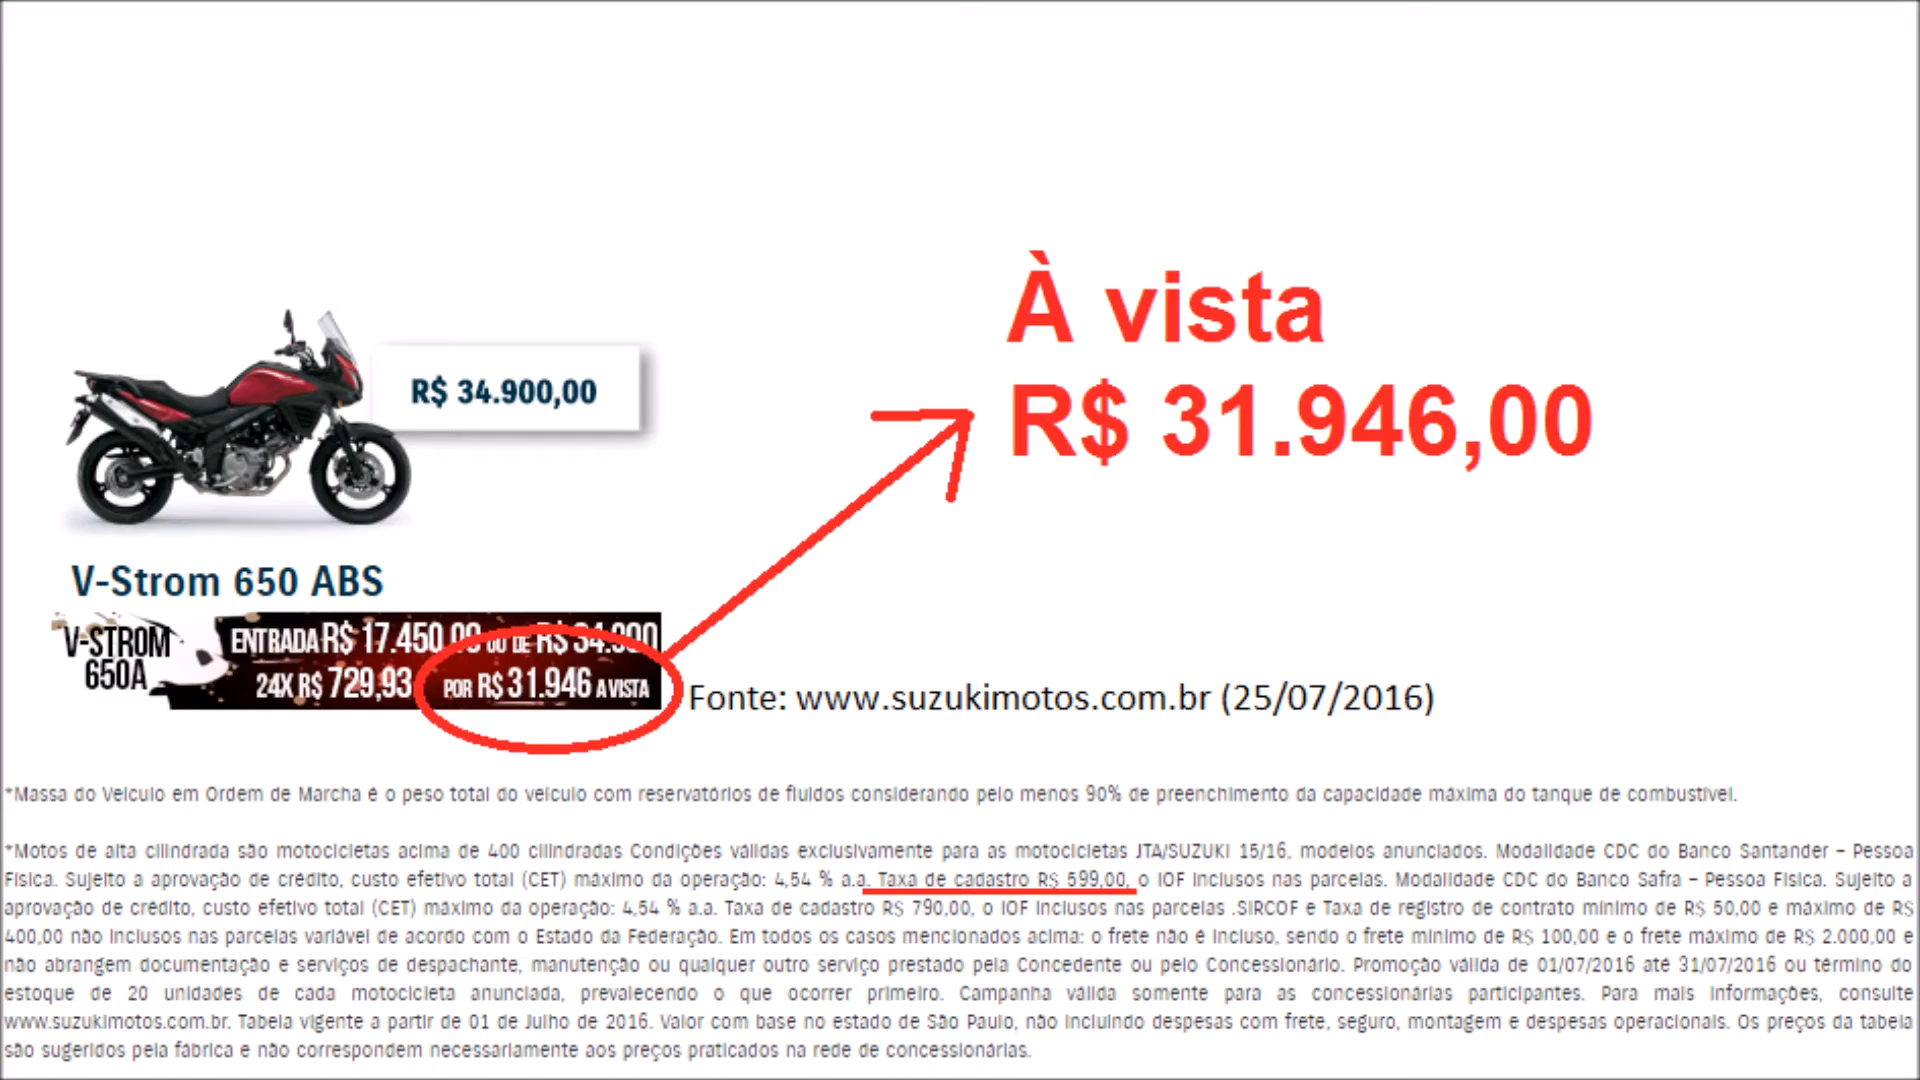 À vista
R$ 31.946,00
R$ 34.900,00
V-Strom 650 ABS
V-STROM
650A
ENTRADA R$ 17.450,00 OU DE R$ 34.900
24X R$ 729,93 POR R$ 31.946 A VISTA
Fonte: www.suzukimotos.com.br (25/07/2016)
*Massa do Veículo em Ordem de Marcha é o peso total do veículo com reservatórios de fluidos considerando pelo menos 90% de preenchimento da capacidade máxima do tanque de combustível.
*Motos de alta cilindrada são motocicletas acima de 400 cilindradas Condições válidas exclusivamente para as motocicletas JTA/SUZUKI 15/16, modelos anunciados. Modalidade CDC do Banco Santander – Pessoa
Física. Sujeito a aprovação de crédito, custo efetivo total (CET) máximo da operação: 4,54 % a.a. Taxa de cadastro R$ 599,00, o IOF inclusos nas parcelas. Modalidade CDC do Banco Safra – Pessoa Física. Sujeito a
aprovação de crédito, custo efetivo total (CET) máximo da operação: 4,54 % a.a. Taxa de cadastro R$ 790,00, o IOF inclusos nas parcelas .SIRCOF e Taxa de registro de contrato mínimo de R$ 50,00 e máximo de R$
400,00 não inclusos nas parcelas variável de acordo com o Estado da Federação. Em todos os casos mencionados acima: o frete não é incluso, sendo o frete mínimo de R$ 100,00 e o frete máximo de R$ 2.000,00 e
não abrangem documentação e serviços de despachante, manutenção ou qualquer outro serviço prestado pela Concedente ou pelo Concessionário. Promoção válida de 01/07/2016 até 31/07/2016 ou término do
estoque de 20 unidades de cada motocicleta anunciada, prevalecendo o que ocorrer primeiro. Campanha válida somente para as concessionárias participantes. Para mais informações, consulte
www.suzukimotos.com.br. Tabela vigente a partir de 01 de Julho de 2016. Valor com base no estado de São Paulo, não incluindo despesas com frete, seguro, montagem e despesas operacionais. Os preços da tabela
são sugeridos pela fábrica e não correspondem necessariamente aos preços praticados na rede de concessionárias.